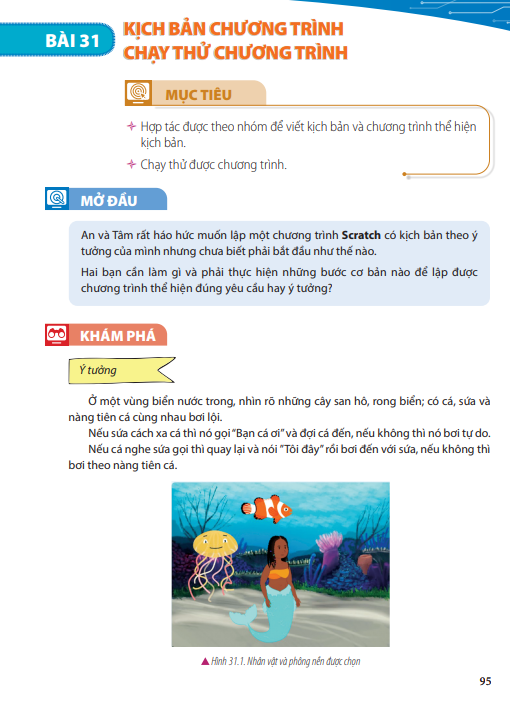 BÀI 31
KỊCH BẢN CHƯƠNG TRÌNH
CHẠY THỬ CHƯƠNG TRÌNH
MỤC TIÊU
Hợp tác được theo nhóm để viết kịch bản và chương trình thể hiện
kịch bản.
Chạy thử được chương trình.
MỞ ĐẦU
An và Tâm rất háo hức muốn lập một chương trình Scratch có kịch bản theo ý
tưởng của mình nhưng chưa biết phải bắt đầu như thế nào.
Hai bạn cần làm gì và phải thực hiện những bước cơ bản nào để lập được
chương trình thể hiện đúng yêu cầu hay ý tưởng?
KHÁM PHÁ
Ý tưởng
Ở một vùng biển nước trong, nhìn rõ những cây san hô, rong biển; có cá, sứa và
nàng tiên cá cùng nhau bơi lội.
Nếu sứa cách xa cá thì nó gọi "Bạn cá ơi" và đợi cá đến, nếu không thì nó bơi tự do.
Nếu cá nghe sứa gọi thì quay lại và nói "Tôi đây" rồi bơi đến với sứa, nếu không thì
bơi theo nàng tiên cá.
▲ Hình 31.1. Nhân vật và phông nền được chọn
95